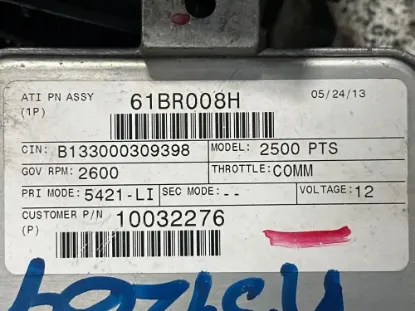 ATI PN ASSY 61BR008H 05/24/13
(1P)
CIN: B133000309398 MODEL: 2500 PTS
GOV RPM: 2600 THROTTLE: COMM
PRI MODE: 5421-LI SEC MODE: -- VOLTAGE: 12
CUSTOMER P/N 10032276
(P)